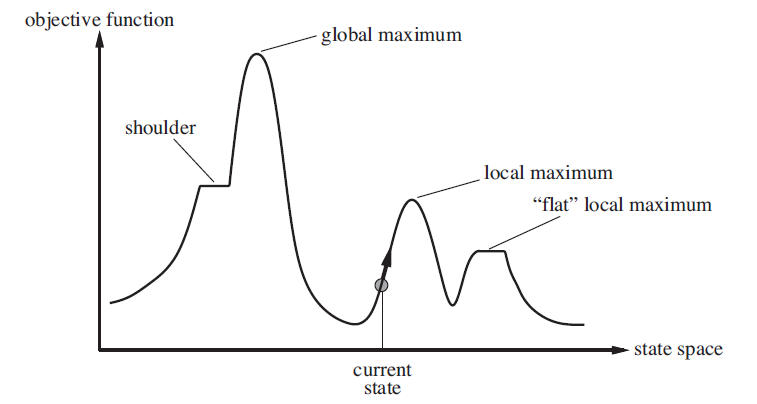 objective function
global maximum
shoulder
local maximum
“flat” local maximum
state space
current
state